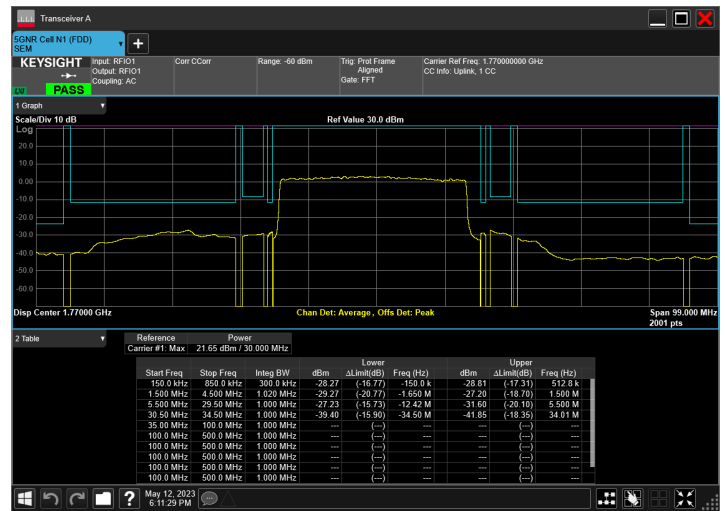 Transceiver A
5GNR Cell N1 (FDD)
SEM
KEYSIGHT
Input: RFIO1
Output: RFIO1
Coupling: AC
Corr CCorr
Range: -60 dBm
Trig: Prot Frame
Aligned
Gate: FFT
Carrier Ref Freq: 1.770000000 GHz
CC Info: Uplink, 1 CC
LXI
PASS
1 Graph
Scale/Div 10 dB
Ref Value 30.0 dBm
Log
20.0
10.0
0.00
-10.0
-20.0
-30.0
-40.0
-50.0
-60.0
Disp Center 1.77000 GHz
Chan Det: Average, Offs Det: Peak
Span 99.000 MHz
2001 pts
2 Table
Reference Power
Carrier #1: Max 21.65 dBm / 30.000 MHz
Lower Upper
Start Freq Stop Freq Integ BW dBm ΔLimit(dB) Freq (Hz) dBm ΔLimit(dB) Freq (Hz)
150.0 kHz 850.0 kHz 300.0 kHz -28.27 (-16.77) -150.0 k -28.81 (-17.31) 512.8 k
1.500 MHz 4.500 MHz 1.020 MHz -29.27 (-20.77) -1.650 M -27.20 (-18.70) 1.500 M
5.500 MHz 29.50 MHz 1.000 MHz -27.23 (-15.73) -12.42 M -31.60 (-20.10) 5.500 M
30.50 MHz 34.50 MHz 1.000 MHz -39.40 (-15.90) -34.50 M -41.85 (-18.35) 34.01 M
35.00 MHz 100.0 MHz 1.000 MHz --- (---) --- --- (---) ---
100.0 MHz 500.0 MHz 1.000 MHz --- (---) --- --- (---) ---
100.0 MHz 500.0 MHz 1.000 MHz --- (---) --- --- (---) ---
100.0 MHz 500.0 MHz 1.000 MHz --- (---) --- --- (---) ---
100.0 MHz 500.0 MHz 1.000 MHz --- (---) --- --- (---) ---
100.0 MHz 500.0 MHz 1.000 MHz --- (---) --- --- (---) ---
May 12, 2023
6:11:29 PM